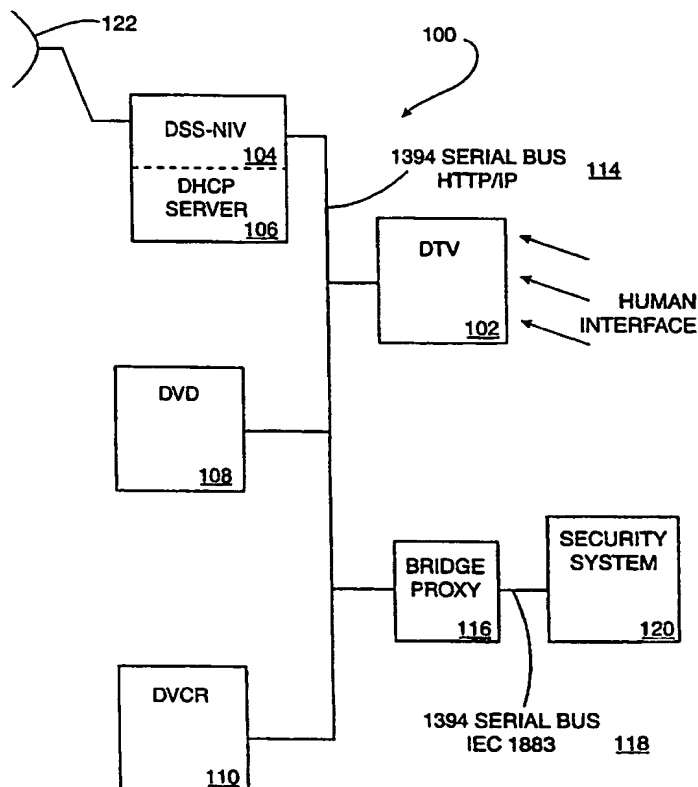 122
100
DSS-NIV
104
DHCP
SERVER
106
1394 SERIAL BUS
HTTP/IP
114
DTV
102
HUMAN
INTERFACE
DVD
108
BRIDGE
PROXY
116
SECURITY
SYSTEM
120
DVCR
110
1394 SERIAL BUS
IEC 1883
118